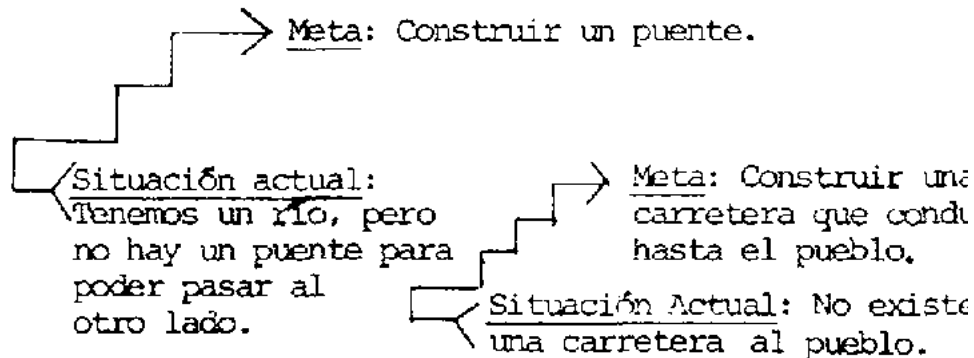 Meta: Construir un puente.
Situación actual:
Tenemos un río, pero
no hay un puente para
poder pasar al
otro lado.
Meta: Construir una
carretera que condu
hasta el pueblo.
Situación Actual: No existe
una carretera al pueblo.